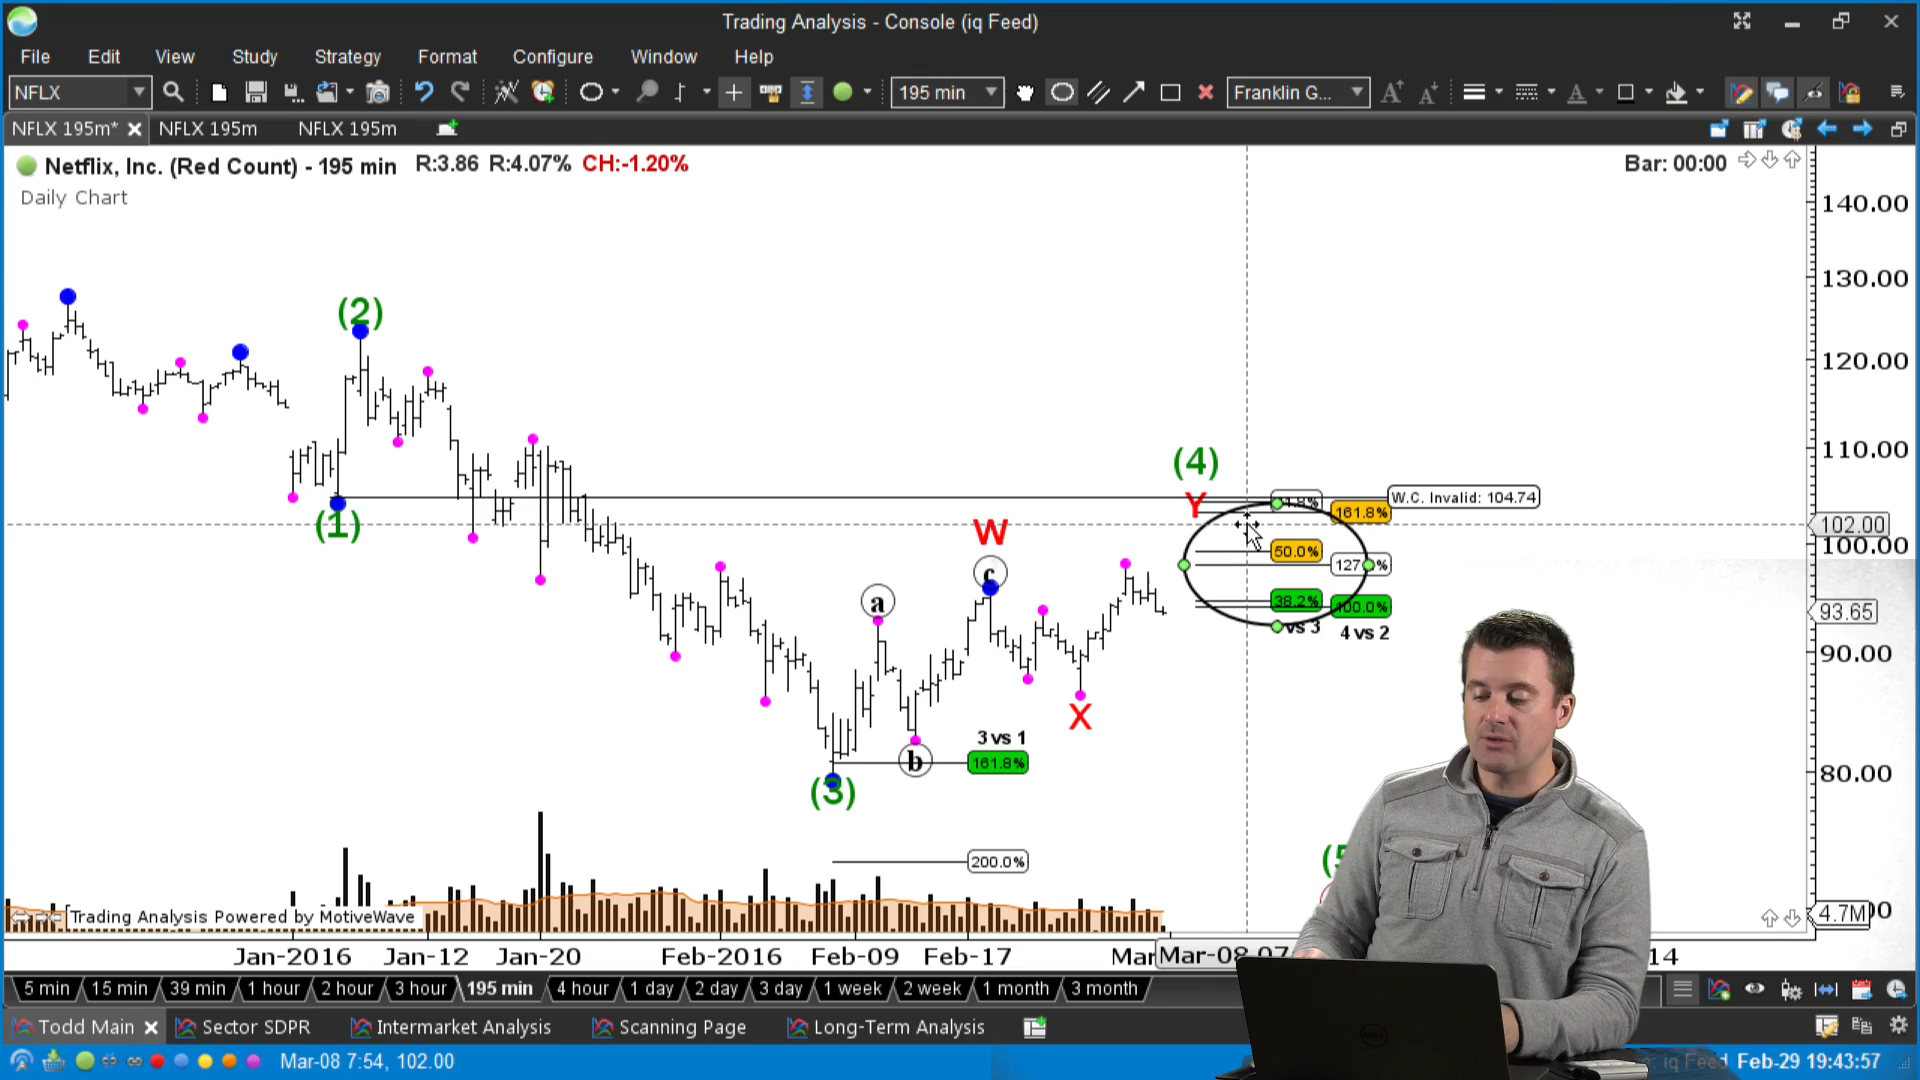 Trading Analysis - Console (iq Feed)
File Edit View Study Strategy Format Configure Window Help
NFLX 195 min Franklin G...
NFLX 195m* NFLX 195m NFLX 195m
Netflix, Inc. (Red Count) - 195 min R:3.86 R:4.07% CH:-1.20% Bar: 00:00
Daily Chart
140.00
130.00
(2)
120.00
110.00
(4)
Y W.C. Invalid: 104.74
161.8%
(1) W 102.00
100.00
50.0%
c
a 38.2% 100.0% 93.65
vs 3 4 vs 2
90.00
X
3 vs 1
b 161.8%
80.00
(3)
200.0%
Trading Analysis Powered by MotiveWave 4.7M
Jan-2016 Jan-12 Jan-20 Feb-2016 Feb-09 Feb-17 Mar Mar-08 14
5 min 15 min 39 min 1 hour 2 hour 3 hour 195 min 4 hour 1 day 2 day 3 day 1 week 2 week 1 month 3 month
Todd Main Sector SDPR Intermarket Analysis Scanning Page Long-Term Analysis
Mar-08 7:54, 102.00 iq Feed Feb-29 19:43:57